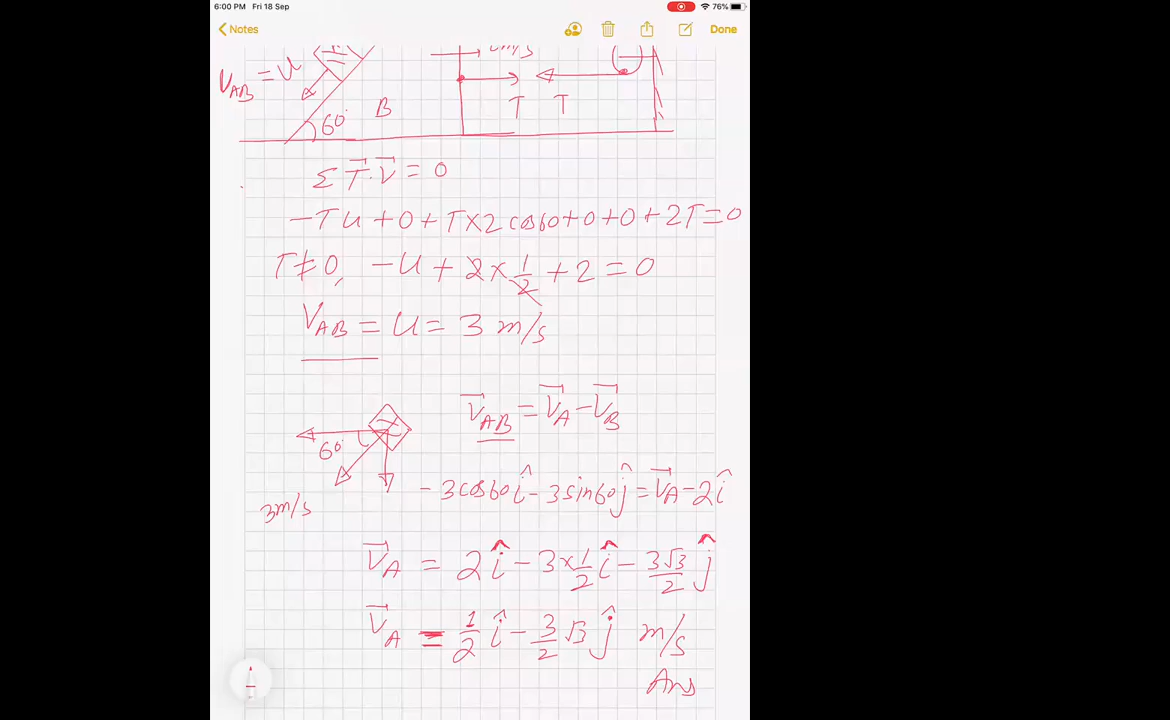 6:00 PM Fri 18 Sep 76%
Notes Done
V_AB = u
60° B T T
Σ T⃗·v⃗ = 0
-Tu + 0 + T×2 cos60 + 0 + 0 + 2T = 0
T ≠ 0, -u + 2 × 1/2 + 2 = 0
V_AB = u = 3 m/s
V⃗_AB = V⃗_A - V⃗_B
60°
3m/s
-3cos60 î - 3sin60 ĵ = V⃗_A - 2î
V⃗_A = 2î - 3×1/2 î - 3√3/2 ĵ
V⃗_A = 1/2 î - 3/2 √3 ĵ m/s
Ans